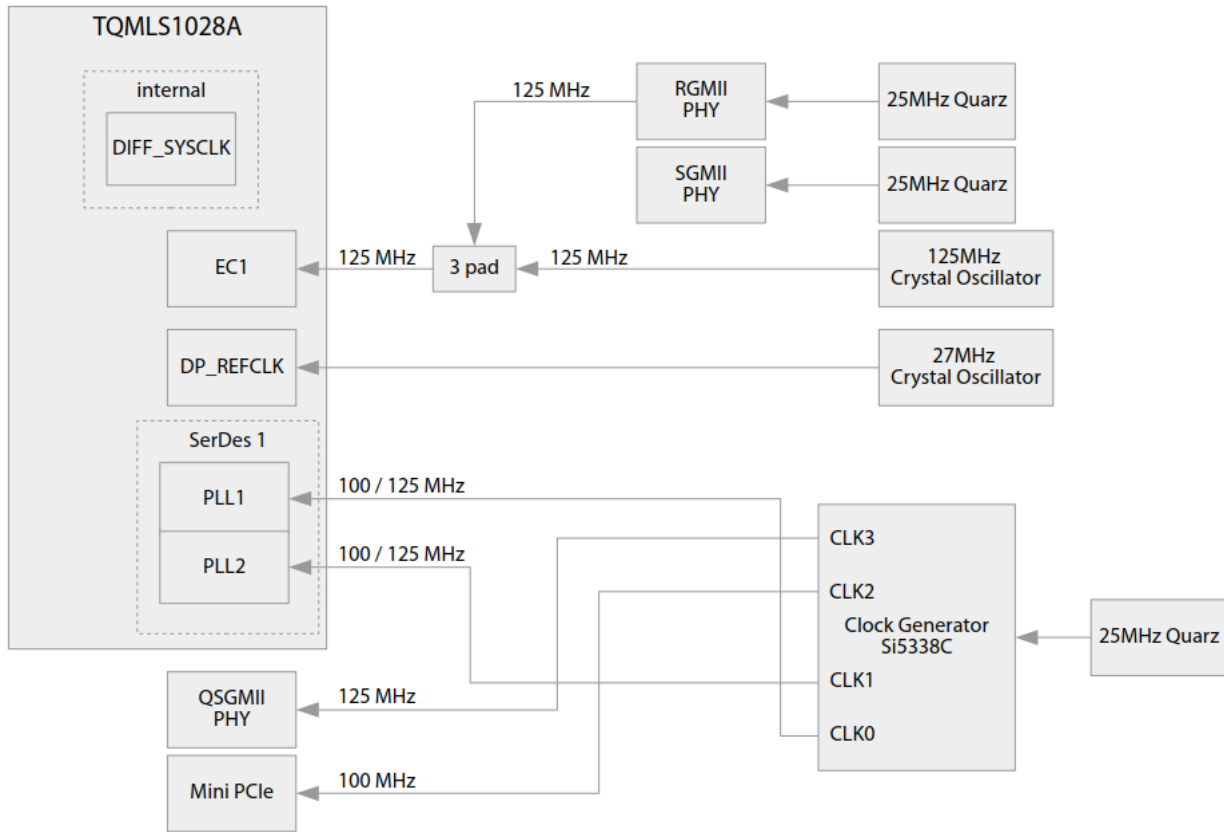 TQMLS1028A
internal
DIFF_SYSCLK
125 MHz
RGMII
PHY
25MHz Quarz
SGMII
PHY
25MHz Quarz
EC1
125 MHz
3 pad
125 MHz
125MHz
Crystal Oscillator
DP_REFCLK
27MHz
Crystal Oscillator
SerDes 1
PLL1
100 / 125 MHz
PLL2
100 / 125 MHz
CLK3
CLK2
Clock Generator
Si5338C
CLK1
CLK0
25MHz Quarz
QSGMII
PHY
125 MHz
Mini PCIe
100 MHz